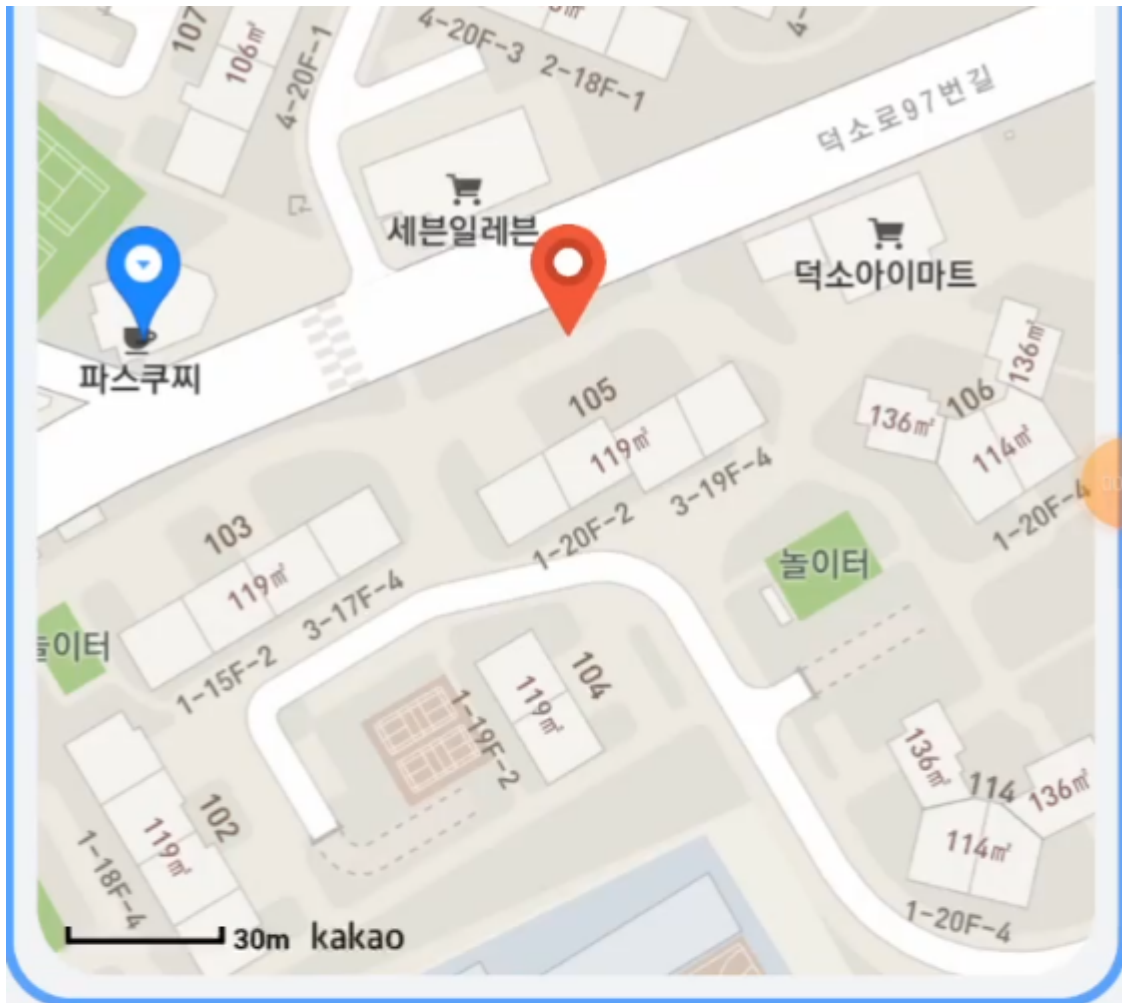 107
106㎡
4-20F-1
4-20F-3
2-18F-1
덕소로97번길
세븐일레븐
덕소아이마트
파스쿠찌
105
119㎡
1-20F-2
3-19F-4
136㎡
106
136㎡
114㎡
1-20F-4
103
119㎡
1-15F-2
3-17F-4
놀이터
놀이터
104
119㎡
1-19F-2
102
119㎡
1-18F-4
136㎡
114
136㎡
114㎡
1-20F-4
30m kakao